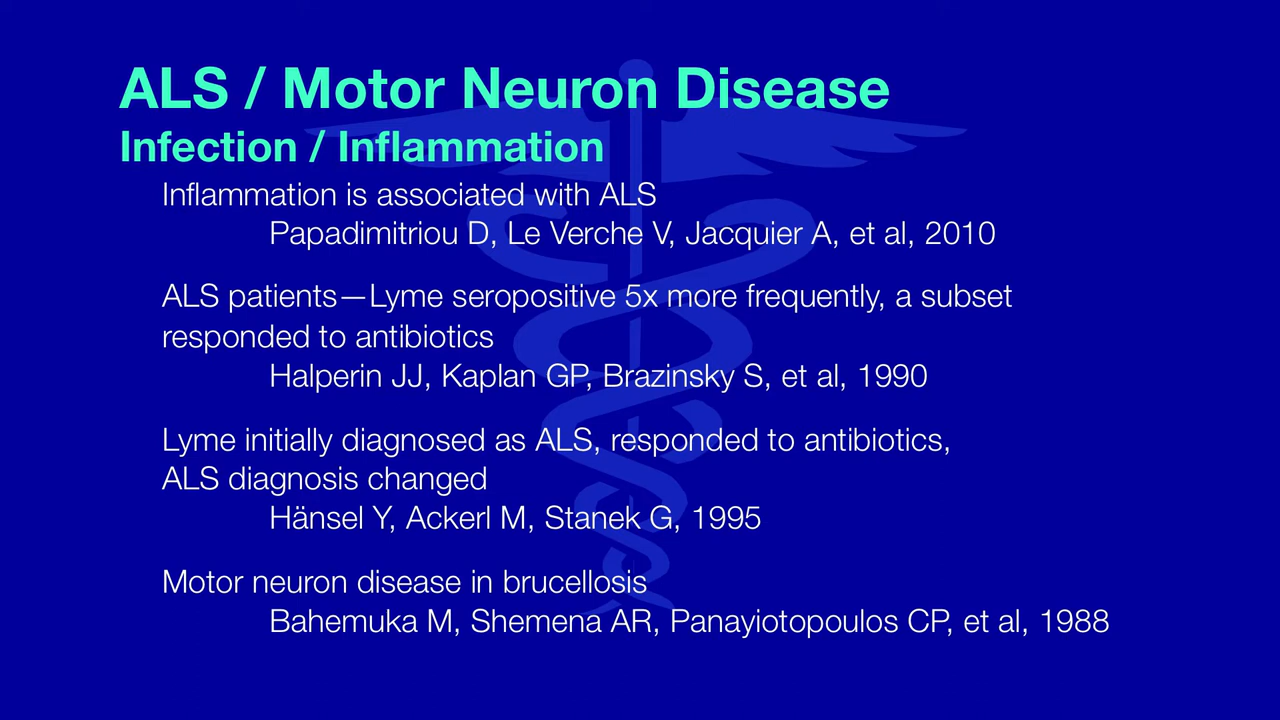 ALS / Motor Neuron Disease
Infection / Inflammation
Inflammation is associated with ALS
Papadimitriou D, Le Verche V, Jacquier A, et al, 2010
ALS patients—Lyme seropositive 5x more frequently, a subset
responded to antibiotics
Halperin JJ, Kaplan GP, Brazinsky S, et al, 1990
Lyme initially diagnosed as ALS, responded to antibiotics,
ALS diagnosis changed
Hänsel Y, Ackerl M, Stanek G, 1995
Motor neuron disease in brucellosis
Bahemuka M, Shemena AR, Panayiotopoulos CP, et al, 1988